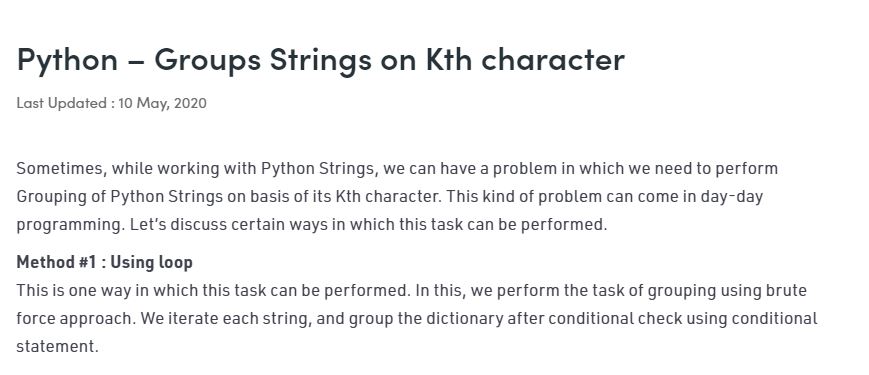 Python – Groups Strings on Kth character
Last Updated : 10 May, 2020
Sometimes, while working with Python Strings, we can have a problem in which we need to perform
Grouping of Python Strings on basis of its Kth character. This kind of problem can come in day-day
programming. Let’s discuss certain ways in which this task can be performed.
Method #1 : Using loop
This is one way in which this task can be performed. In this, we perform the task of grouping using brute
force approach. We iterate each string, and group the dictionary after conditional check using conditional
statement.